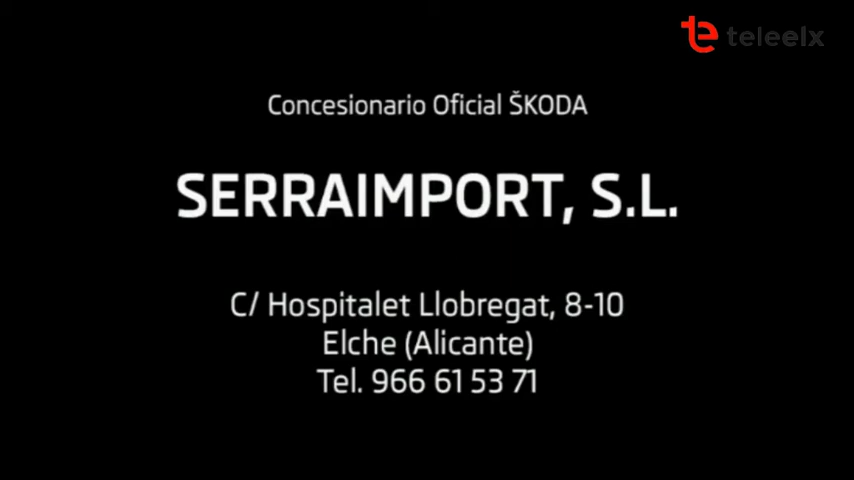 teleelx
Concesionario Oficial ŠKODA
SERRAIMPORT, S.L.
C/ Hospitalet Llobregat, 8-10
Elche (Alicante)
Tel. 966 61 53 71